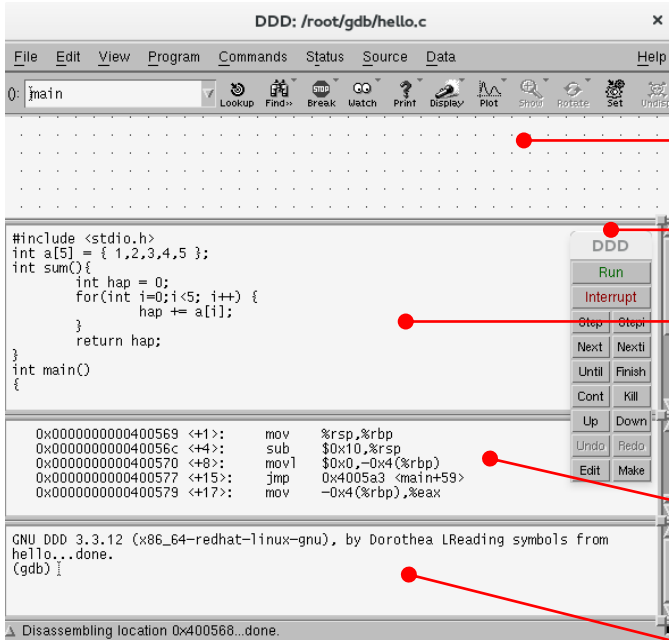 DDD: /root/gdb/hello.c ×
File Edit View Program Commands Status Source Data Help
(): main Lookup Find» Break Watch Print Display Plot Show Rotate Set Undisp
STOP
#include <stdio.h>
int a[5] = { 1,2,3,4,5 };
int sum(){
int hap = 0;
for(int i=0;i<5; i++) {
hap += a[i];
}
return hap;
}
int main()
{
DDD
Run
Interrupt
Step Stepi
Next Nexti
Until Finish
Cont Kill
Up Down
Undo Redo
Edit Make
0x0000000000400569 <+1>: mov %rsp,%rbp
0x000000000040056c <+4>: sub $0x10,%rsp
0x0000000000400570 <+8>: movl $0x0,-0x4(%rbp)
0x0000000000400577 <+15>: jmp 0x4005a3 <main+59>
0x0000000000400579 <+17>: mov -0x4(%rbp),%eax
GNU DDD 3.3.12 (x86_64-redhat-linux-gnu), by Dorothea LReading symbols from
hello...done.
(gdb)
Disassembling location 0x400568...done.